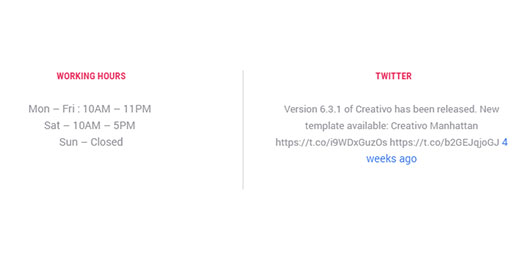 WORKING HOURS
Mon – Fri : 10AM – 11PM
Sat – 10AM – 5PM
Sun – Closed
TWITTER
Version 6.3.1 of Creativo has been released. New
template available: Creativo Manhattan
https://t.co/i9WDxGuzOs https://t.co/b2GEJqjoGJ 4
weeks ago